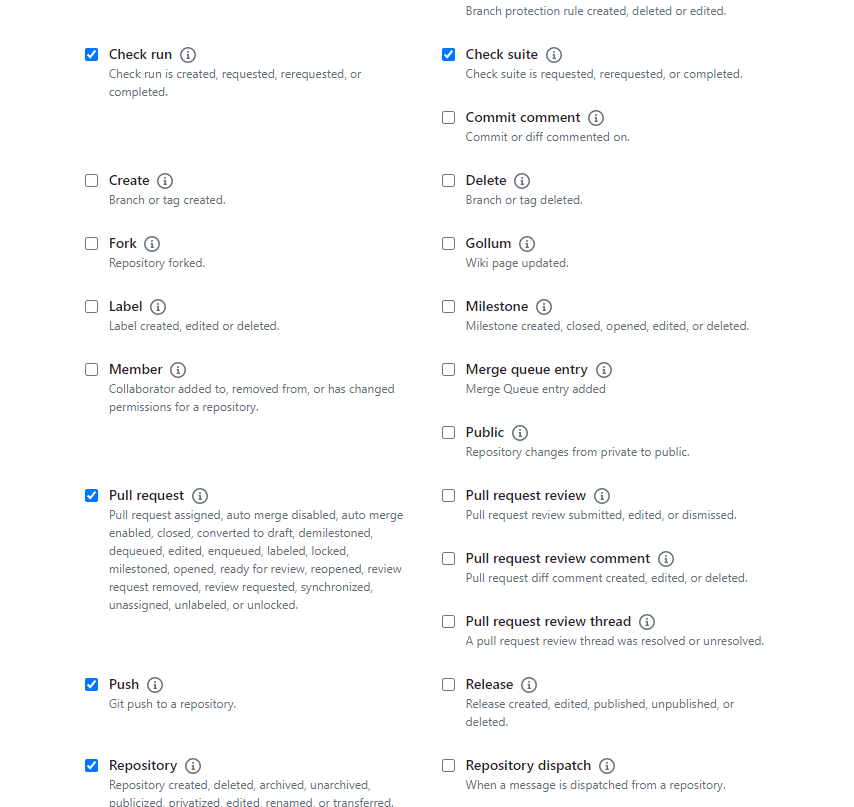 Branch protection rule created, deleted or edited.
Check run
Check run is created, requested, rerequested, or
completed.
Check suite
Check suite is requested, rerequested, or completed.
Commit comment
Commit or diff commented on.
Create
Branch or tag created.
Delete
Branch or tag deleted.
Fork
Repository forked.
Gollum
Wiki page updated.
Label
Label created, edited or deleted.
Milestone
Milestone created, closed, opened, edited, or deleted.
Member
Collaborator added to, removed from, or has changed
permissions for a repository.
Merge queue entry
Merge Queue entry added
Public
Repository changes from private to public.
Pull request
Pull request assigned, auto merge disabled, auto merge
enabled, closed, converted to draft, demilestoned,
dequeued, edited, enqueued, labeled, locked,
milestoned, opened, ready for review, reopened, review
request removed, review requested, synchronized,
unassigned, unlabeled, or unlocked.
Pull request review
Pull request review submitted, edited, or dismissed.
Pull request review comment
Pull request diff comment created, edited, or deleted.
Pull request review thread
A pull request review thread was resolved or unresolved.
Push
Git push to a repository.
Release
Release created, edited, published, unpublished, or
deleted.
Repository
Repository created, deleted, archived, unarchived,
publicized, privatized, edited, renamed, or transferred.
Repository dispatch
When a message is dispatched from a repository.